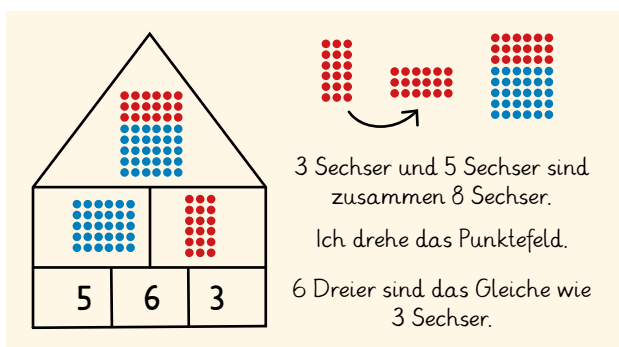 3 Sechser und 5 Sechser sind
zusammen 8 Sechser.
Ich drehe das Punktefeld.
6 Dreier sind das Gleiche wie
3 Sechser.
5 6 3